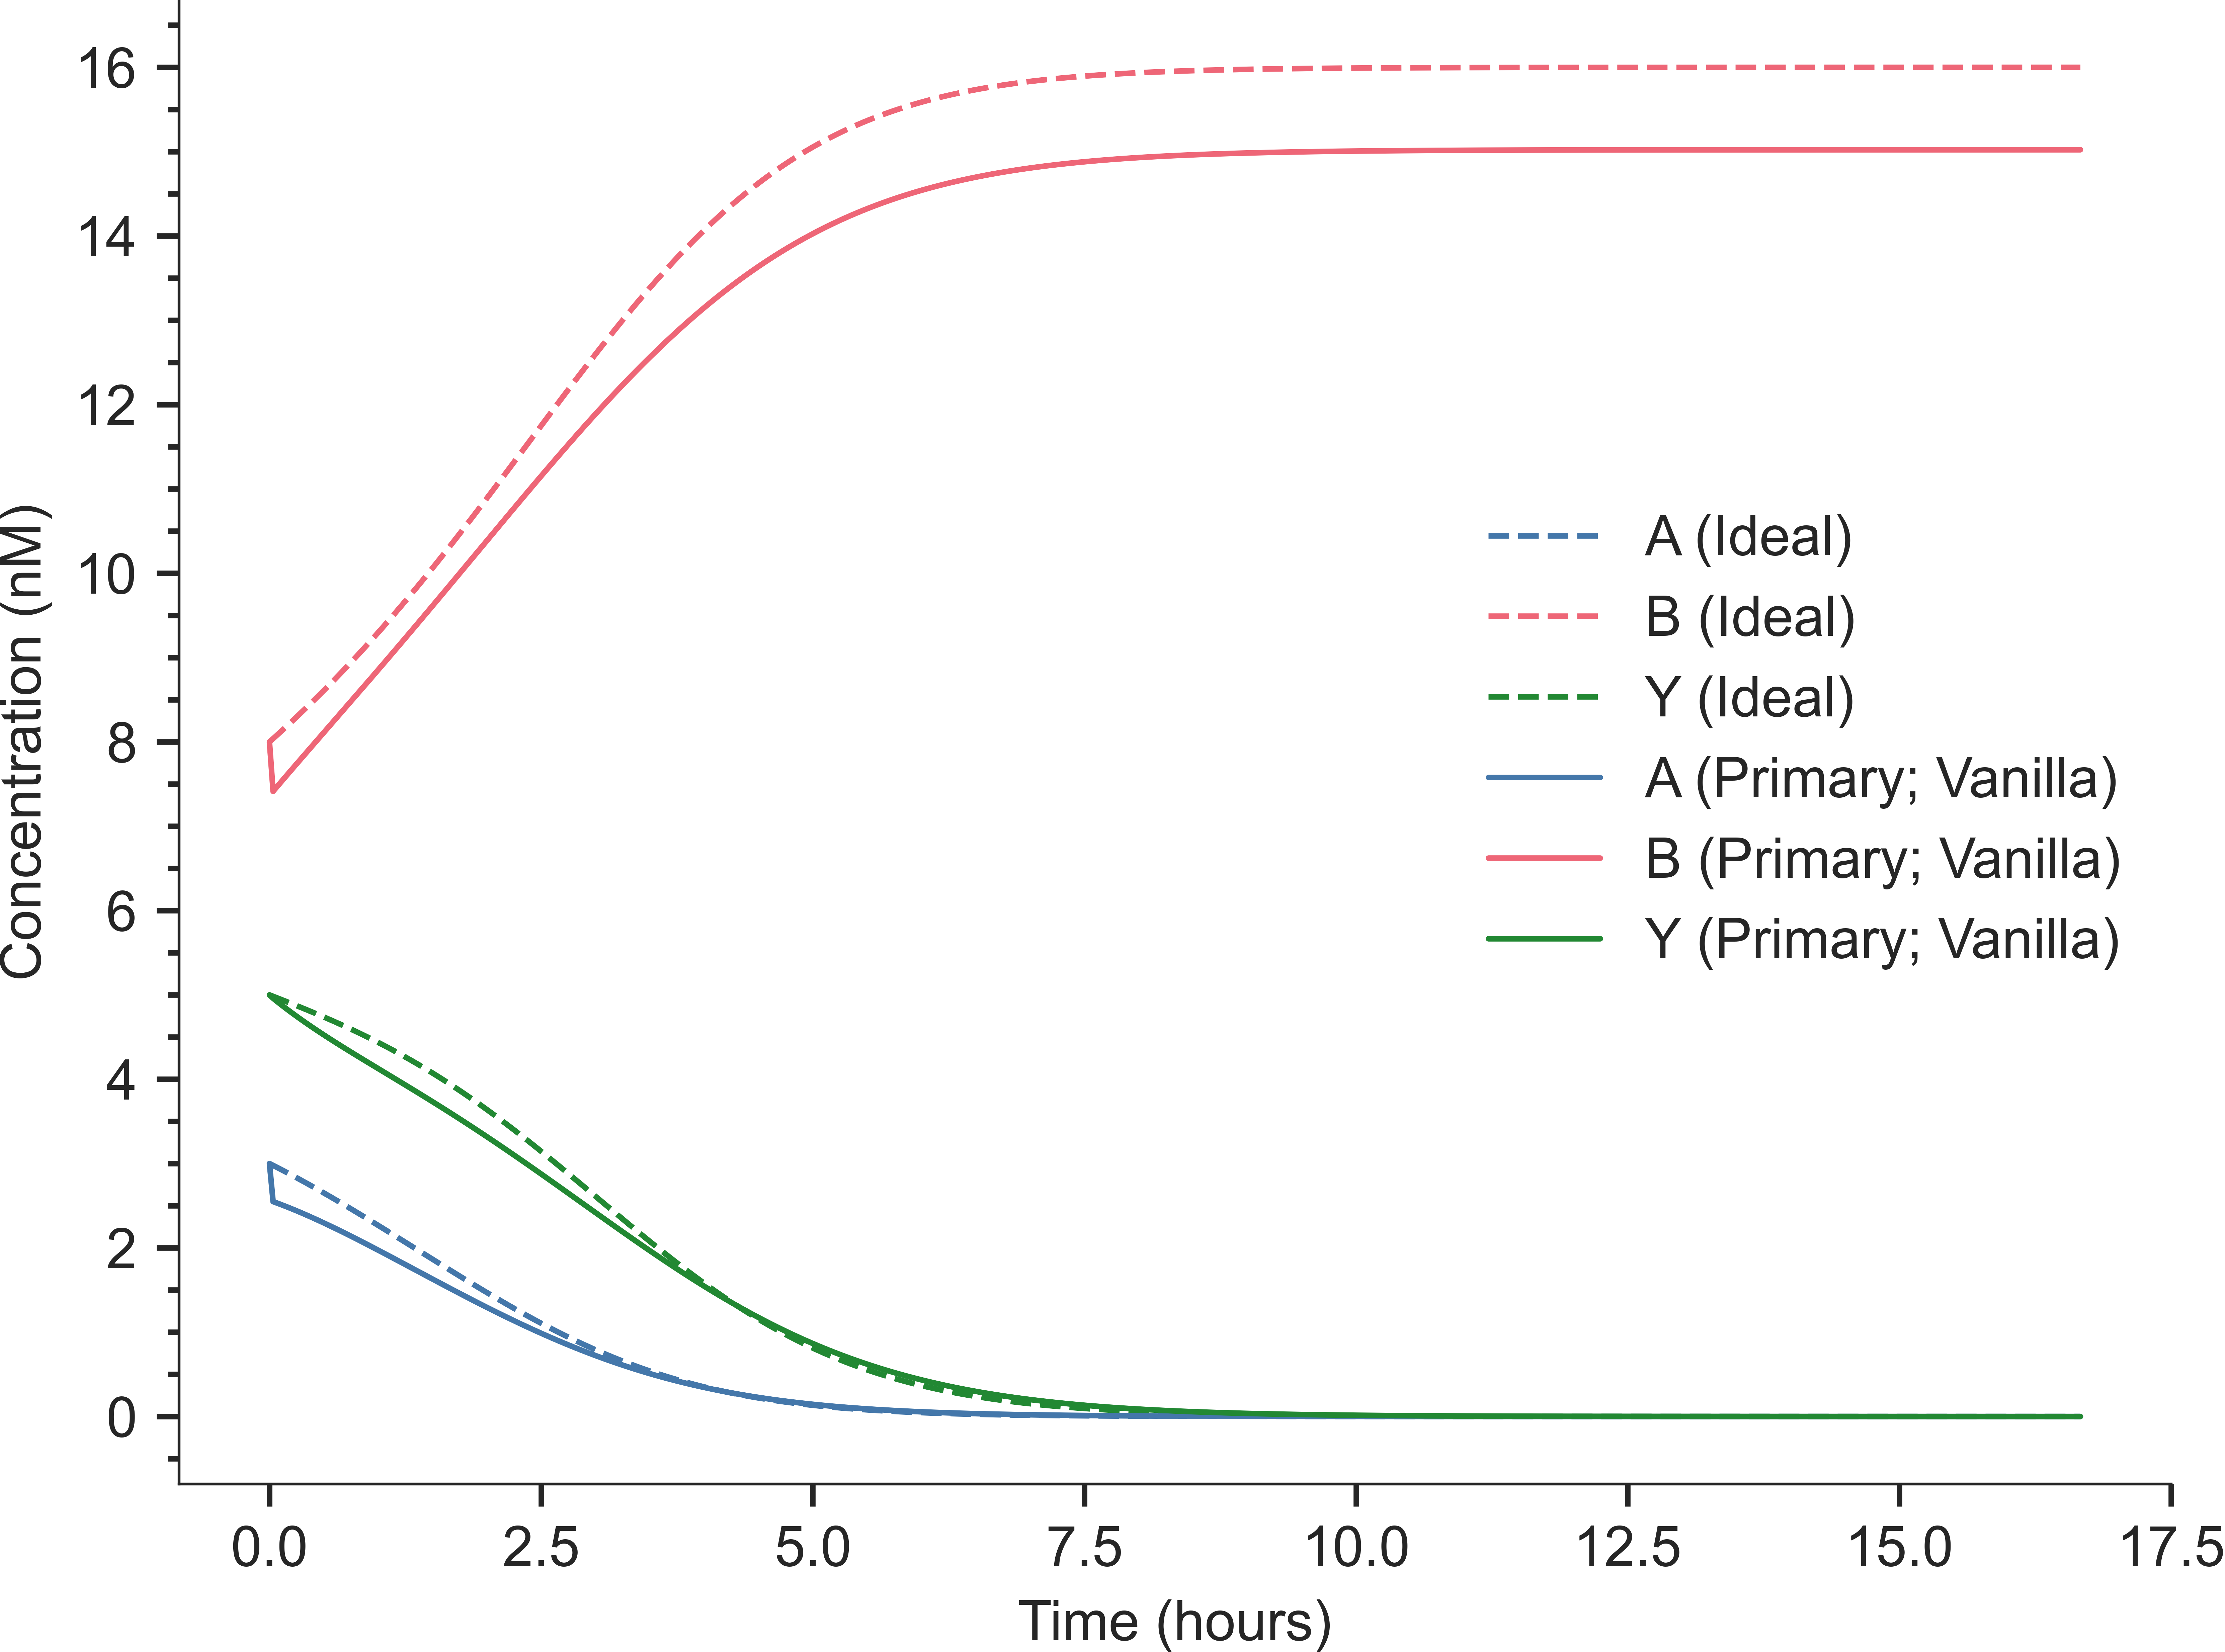 16
14
12
10
8
6
4
2
0
Concentration (nM)
A (Ideal)
B (Ideal)
Y (Ideal)
A (Primary; Vanilla)
B (Primary; Vanilla)
Y (Primary; Vanilla)
0.0 2.5 5.0 7.5 10.0 12.5 15.0 17.5
Time (hours)